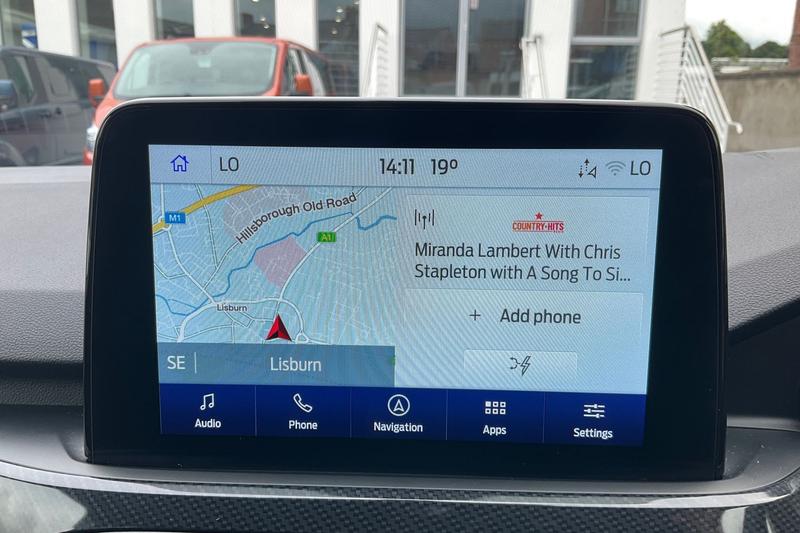 LO
14:11 19°
LO
M1
Hillsborough Old Road
A1
Lisburn
SE
Lisburn
COUNTRY HITS
Miranda Lambert With Chris
Stapleton with A Song To Si...
+ Add phone
Audio
Phone
Navigation
Apps
Settings